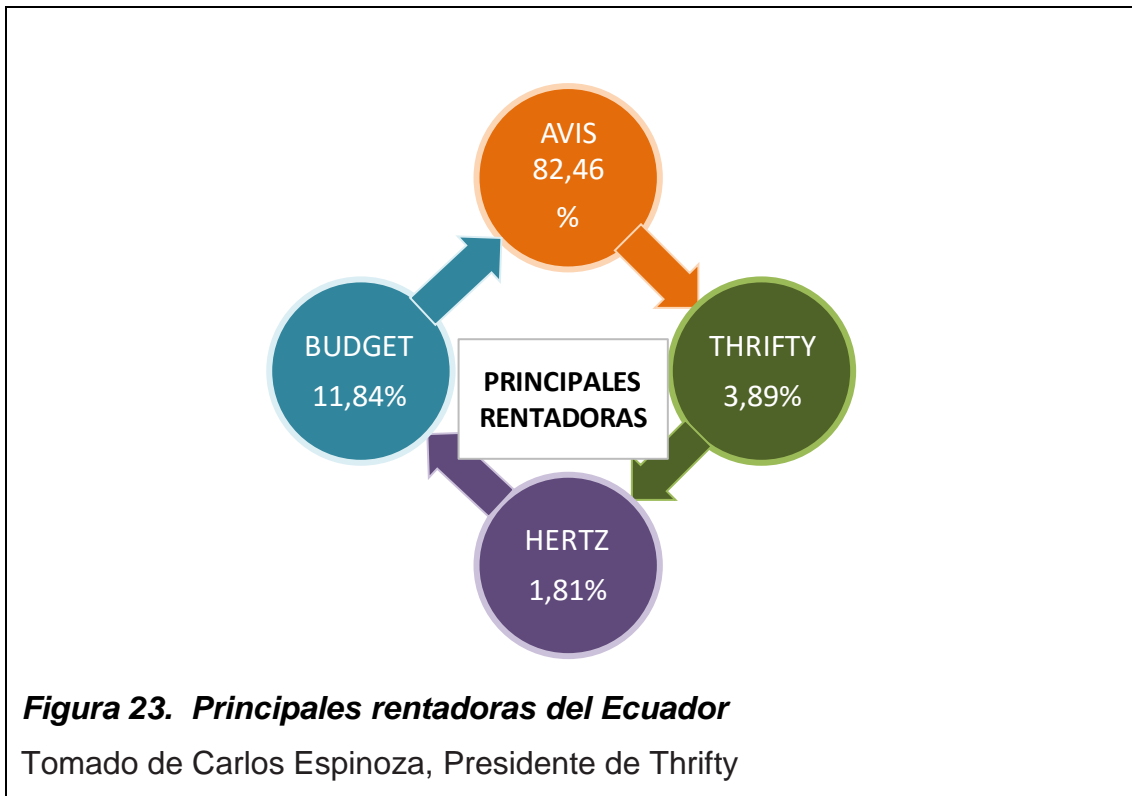 AVIS
82,46
%
THRIFTY
3,89%
HERTZ
1,81%
BUDGET
11,84%
PRINCIPALES
RENTADORAS
Figura 23. Principales rentadoras del Ecuador
Tomado de Carlos Espinoza, Presidente de Thrifty